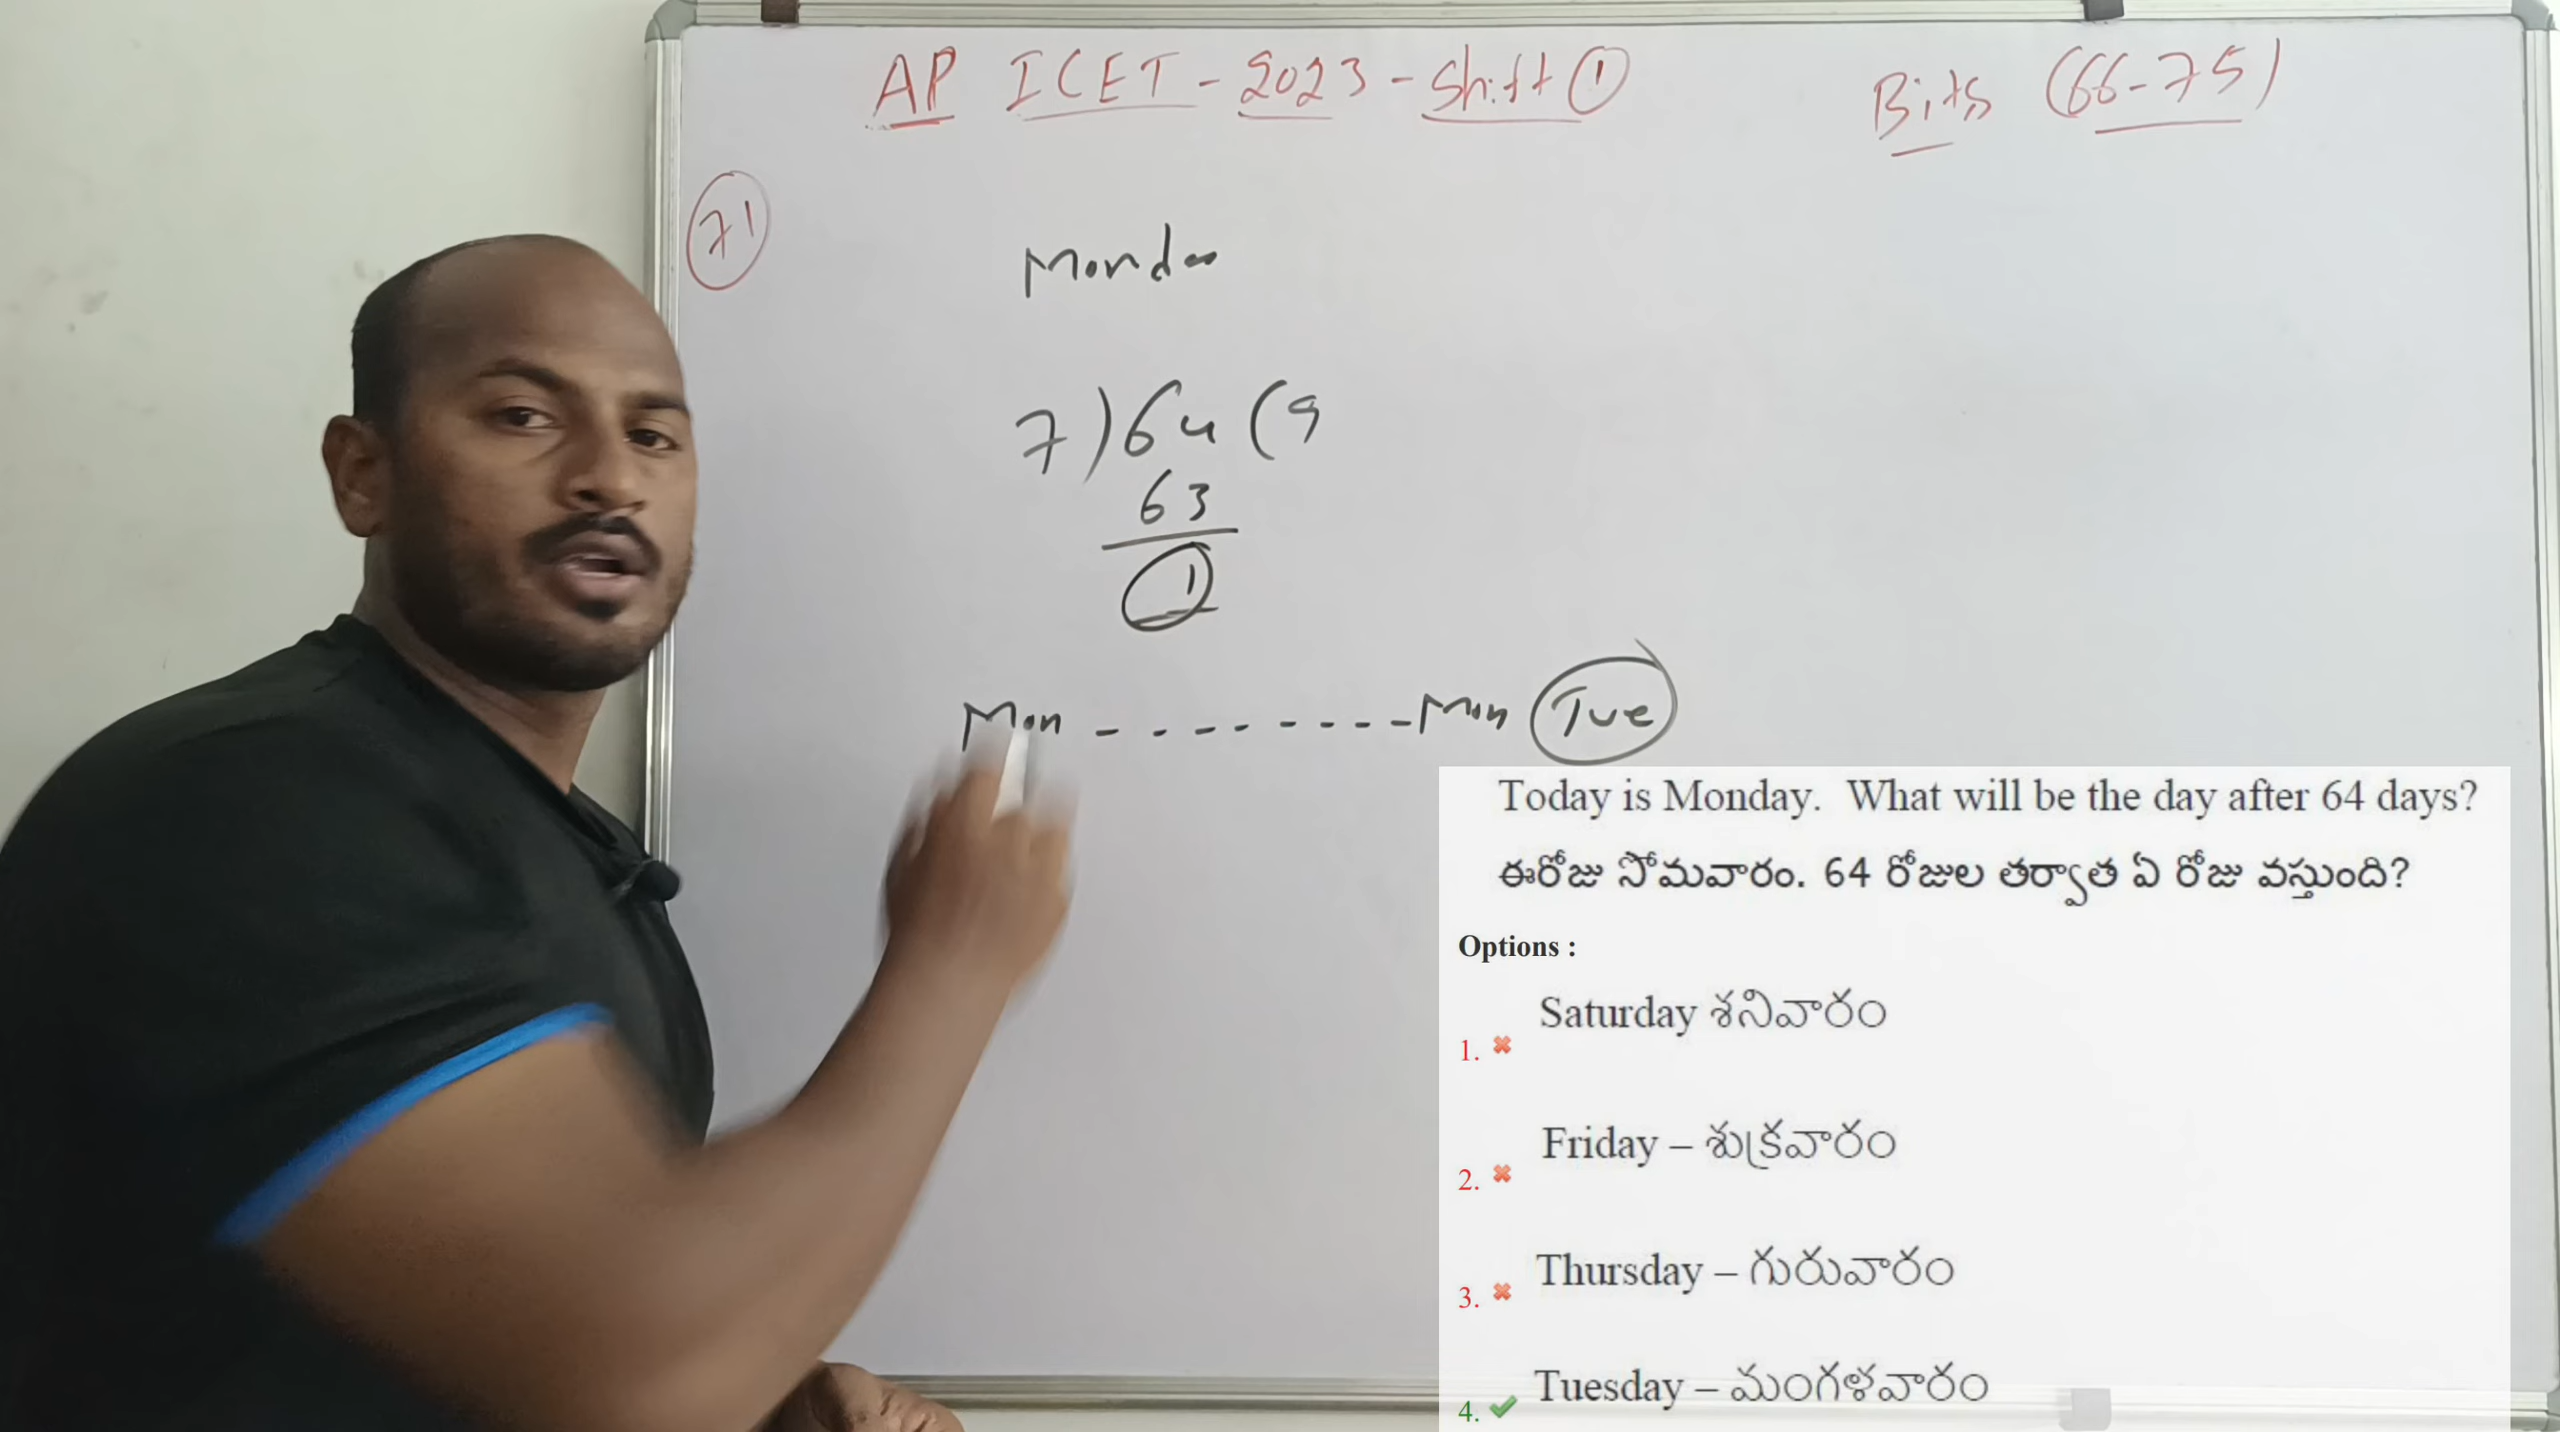 AP ICET - 2023 - Shift ①
Bits (66-75)
71
Monda
7)64(9
63
1
Mon - - - - - - - - Mon Tue
Today is Monday. What will be the day after 64 days?
ఈరోజు సోమవారం. 64 రోజుల తర్వాత ఏ రోజు వస్తుంది?
Options :
Saturday శనివారం
1. ✖
Friday – శుక్రవారం
2. ✖
Thursday – గురువారం
3. ✖
Tuesday – మంగళవారం
4. ✔